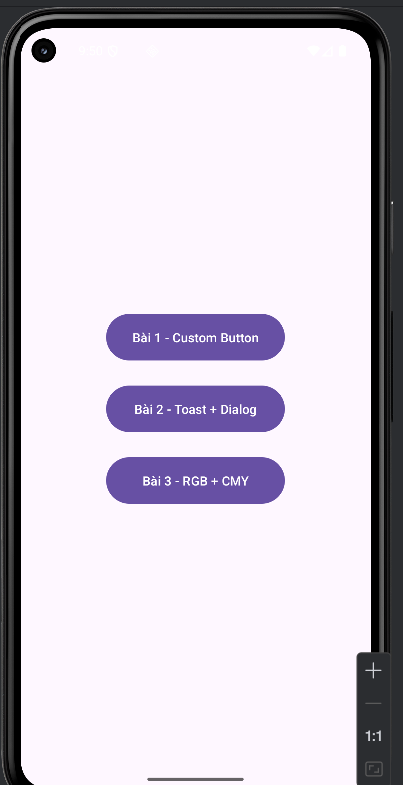 Bài 1 - Custom Button
Bài 2 - Toast + Dialog
Bài 3 - RGB + CMY
1:1